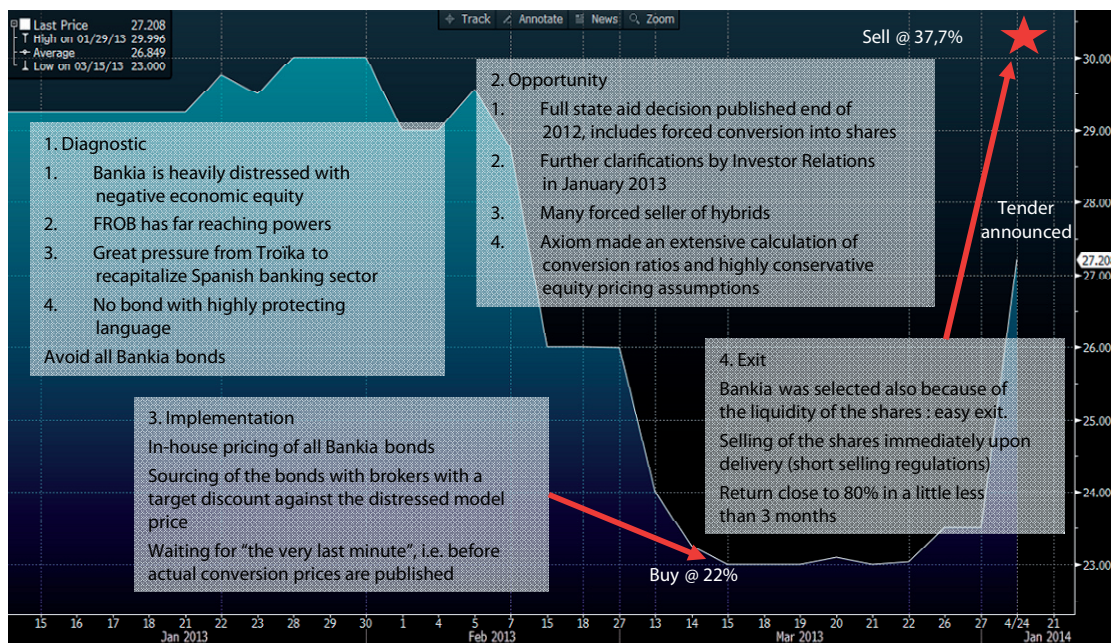 Last Price 27.208
High on 01/29/13 29.996
Average 26.849
Low on 03/15/13 23.000
Track Annotate News Zoom
Sell @ 37,7%
1. Diagnostic
1. Bankia is heavily distressed with
negative economic equity
2. FROB has far reaching powers
3. Great pressure from Troïka to
recapitalize Spanish banking sector
4. No bond with highly protecting
language
Avoid all Bankia bonds
2. Opportunity
1. Full state aid decision published end of
2012, includes forced conversion into shares
2. Further clarifications by Investor Relations
in January 2013
3. Many forced seller of hybrids
4. Axiom made an extensive calculation of
conversion ratios and highly conservative
equity pricing assumptions
Tender
announced
3. Implementation
In-house pricing of all Bankia bonds
Sourcing of the bonds with brokers with a
target discount against the distressed model
price
Waiting for “the very last minute”, i.e. before
actual conversion prices are published
Buy @ 22%
4. Exit
Bankia was selected also because of
the liquidity of the shares : easy exit.
Selling of the shares immediately upon
delivery (short selling regulations)
Return close to 80% in a little less
than 3 months
30.00
29.00
28.00
27.208
27.00
26.00
25.00
24.00
23.00
15 16 17 18 21 22 23 28 29 30 1 4 5 6 7 15 18 27 13 14 15 18 19 20 21 22 26 27 4/24 21
Jan 2013 Feb 2013 Mar 2013 Jan 2014